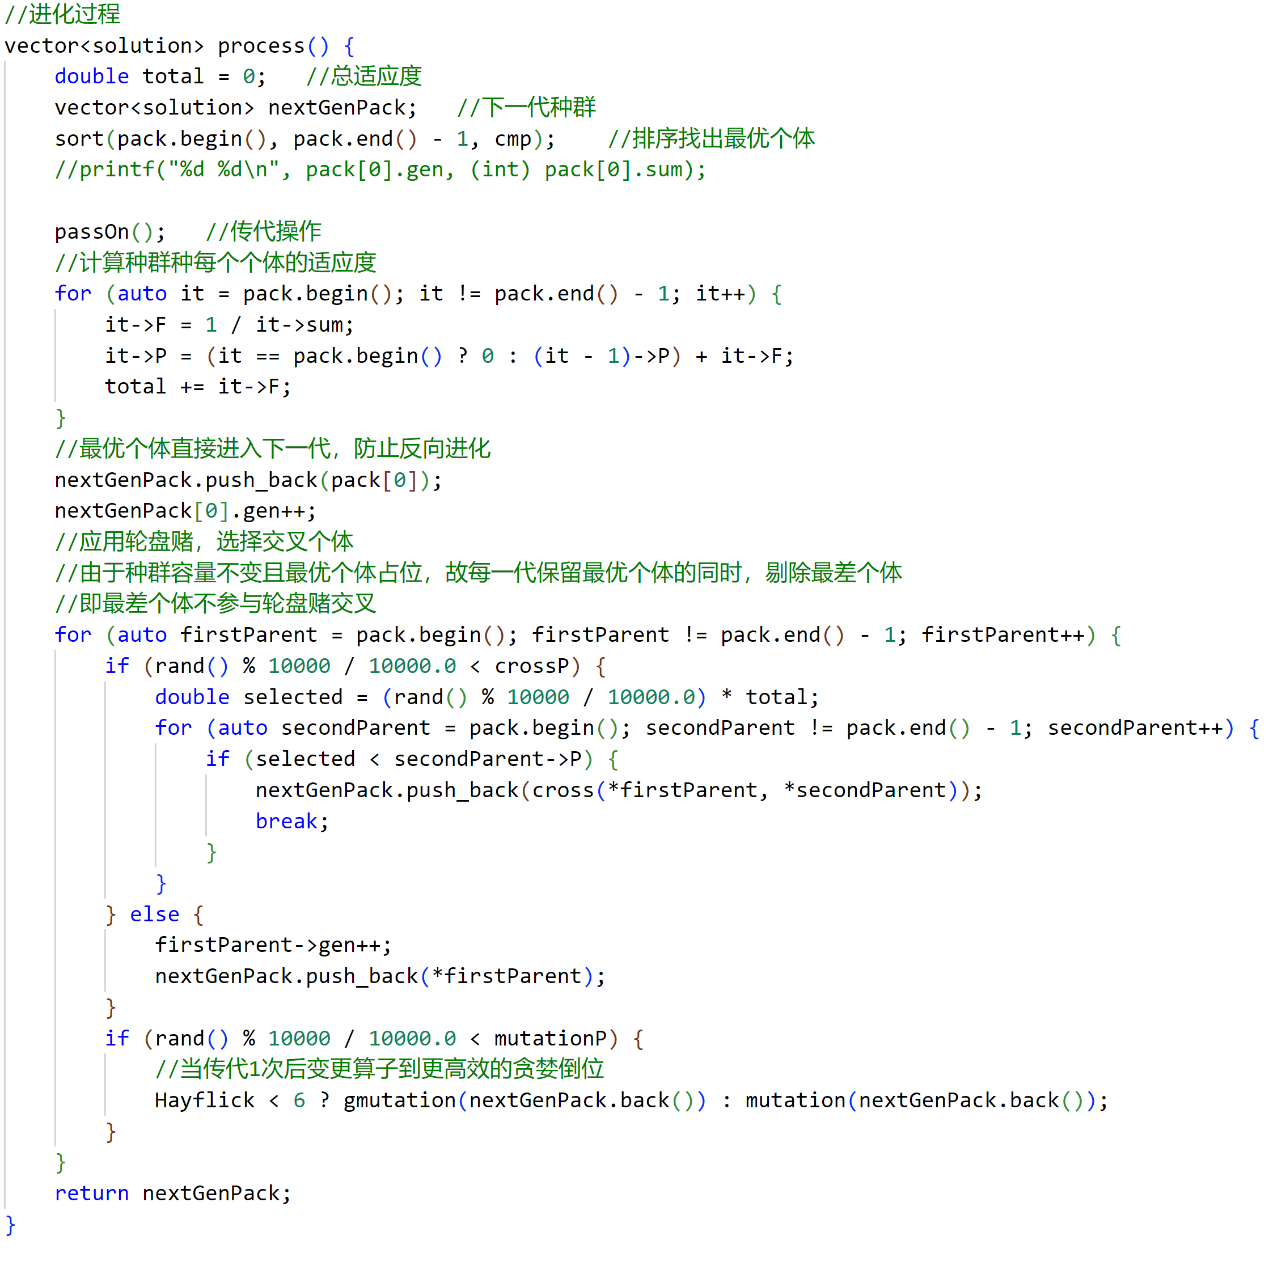 //进化过程
vector<solution> process() {
    double total = 0;   //总适应度
    vector<solution> nextGenPack;   //下一代种群
    sort(pack.begin(), pack.end() - 1, cmp);    //排序找出最优个体
    //printf("%d %d\n", pack[0].gen, (int) pack[0].sum);

    passOn();   //传代操作
    //计算种群种每个个体的适应度
    for (auto it = pack.begin(); it != pack.end() - 1; it++) {
        it->F = 1 / it->sum;
        it->P = (it == pack.begin() ? 0 : (it - 1)->P) + it->F;
        total += it->F;
    }
    //最优个体直接进入下一代，防止反向进化
    nextGenPack.push_back(pack[0]);
    nextGenPack[0].gen++;
    //应用轮盘赌，选择交叉个体
    //由于种群容量不变且最优个体占位，故每一代保留最优个体的同时，剔除最差个体
    //即最差个体不参与轮盘赌交叉
    for (auto firstParent = pack.begin(); firstParent != pack.end() - 1; firstParent++) {
        if (rand() % 10000 / 10000.0 < crossP) {
            double selected = (rand() % 10000 / 10000.0) * total;
            for (auto secondParent = pack.begin(); secondParent != pack.end() - 1; secondParent++) {
                if (selected < secondParent->P) {
                    nextGenPack.push_back(cross(*firstParent, *secondParent));
                    break;
                }
            }
        } else {
            firstParent->gen++;
            nextGenPack.push_back(*firstParent);
        }
        if (rand() % 10000 / 10000.0 < mutationP) {
            //当传代1次后变更算子到更高效的贪婪倒位
            Hayflick < 6 ? gmutation(nextGenPack.back()) : mutation(nextGenPack.back());
        }
    }
    return nextGenPack;
}